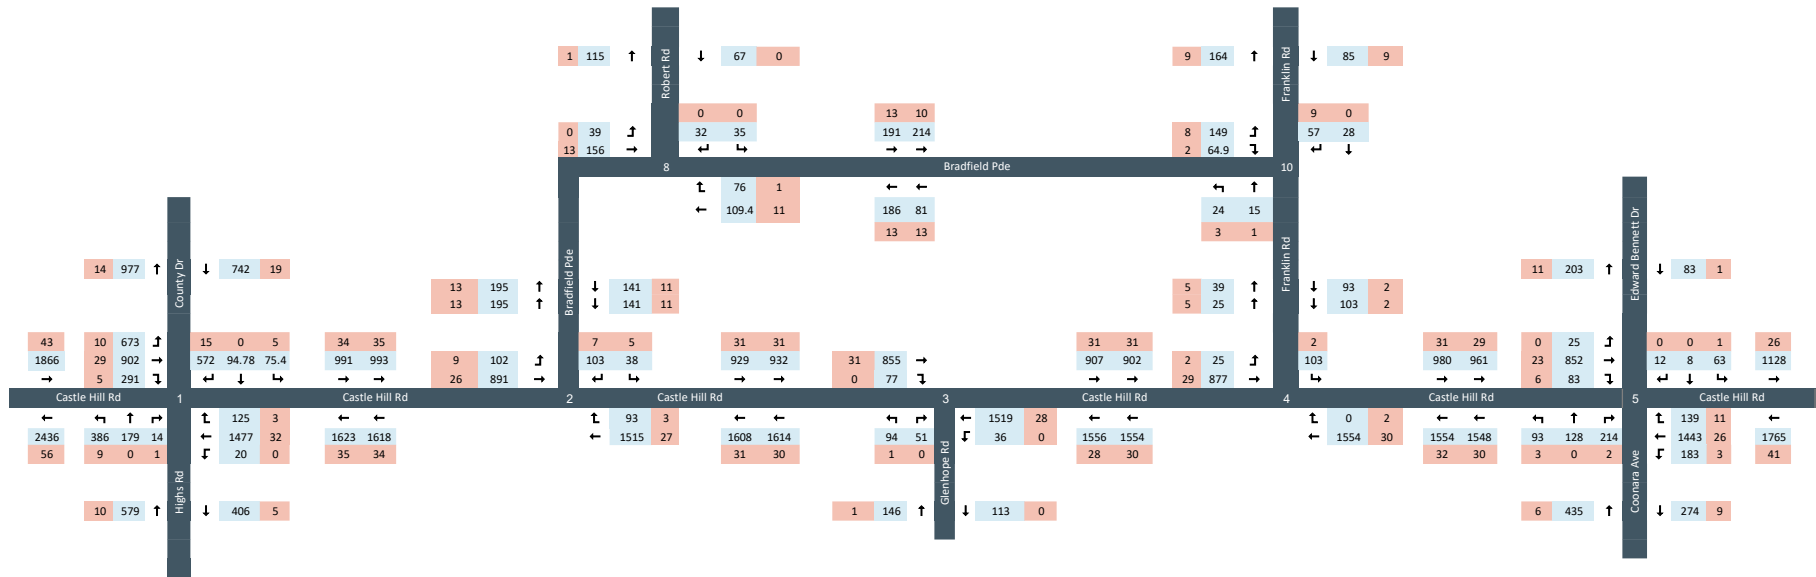 1 115 ↑ Robert Rd ↓ 67 0
9 164 ↑ Franklin Rd ↓ 85 9
0 0
13 10
9 0
0 39 32 35
191 214
8 149 57 28
13 156 →
→ →
2 64.9 ↓
8 Bradfield Pde 10
76 1
← ←
↑
← 109.4 11
186 81
24 15
13 13
3 1
14 977 ↑ County Dr ↓ 742 19
13 195 ↑ Bradfield Pde ↓ 141 11
13 195 ↑ ↓ 141 11
5 39 ↑ Franklin Rd ↓ 93 2
5 25 ↑ ↓ 103 2
11 203 ↑ Edward Bennett Dr ↓ 83 1
43 10 673 15 0 5 34 35 7 5 31 31 31 31 2 31 29 0 25 0 0 1 26
1866 29 902 → 572 94.78 75.4 991 993 9 102 103 38 929 932 31 855 → 907 902 2 25 103 980 961 23 852 → 12 8 63 1128
→ 5 291 ↓ → → 26 891 → → → 0 77 → → 29 877 → → → 6 83 ↓ →
Castle Hill Rd 1 Castle Hill Rd 2 Castle Hill Rd 3 Castle Hill Rd 4 Castle Hill Rd 5 Castle Hill Rd
← ↑ 125 3 ← ← 93 3 ← ← ← 1519 28 ← ← 0 2 ← ← ↑ 139 11 ←
2436 386 179 14 ← 1477 32 1623 1618 ← 1515 27 1608 1614 94 51 36 0 1556 1554 ← 1554 30 1554 1548 93 128 214 ← 1443 26 1765
56 9 0 1 20 0 35 34 31 30 1 0 28 30 32 30 3 0 2 183 3 41
10 579 ↑ Highs Rd ↓ 406 5
1 146 ↑ Glenhope Rd ↓ 113 0
6 435 ↑ Coonara Ave ↓ 274 9